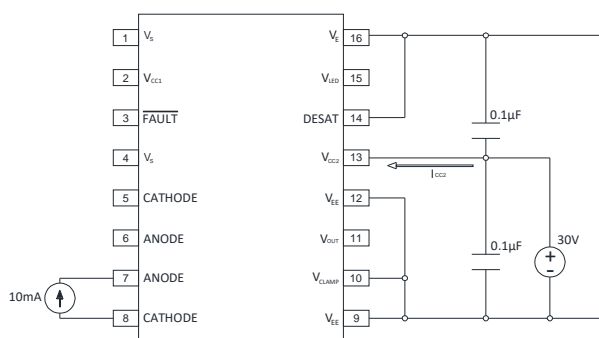 1 Vs VE 16
2 VCC1 VLED 15
3 FAULT DESAT 14
0.1µF
4 Vs VCC2 13
ICC2
5 CATHODE VEE 12
6 ANODE VOUT 11
0.1µF
30V
7 ANODE VCLAMP 10
10mA
8 CATHODE VEE 9